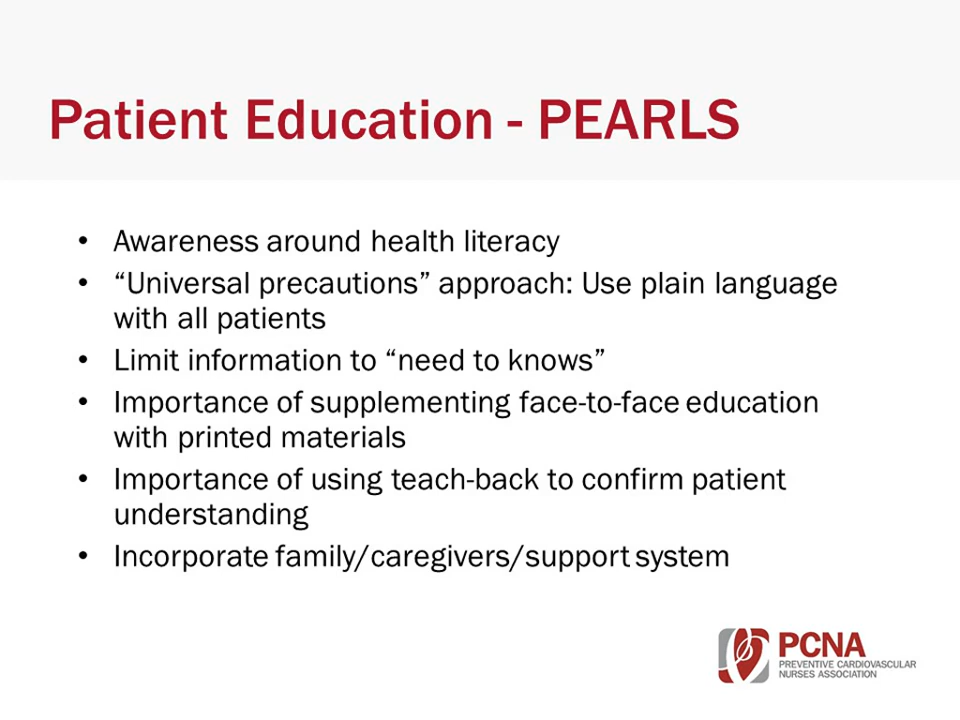 Patient Education - PEARLS
• Awareness around health literacy
• “Universal precautions” approach: Use plain language
with all patients
• Limit information to “need to knows”
• Importance of supplementing face-to-face education
with printed materials
• Importance of using teach-back to confirm patient
understanding
• Incorporate family/caregivers/support system
PCNA
PREVENTIVE CARDIOVASCULAR
NURSES ASSOCIATION